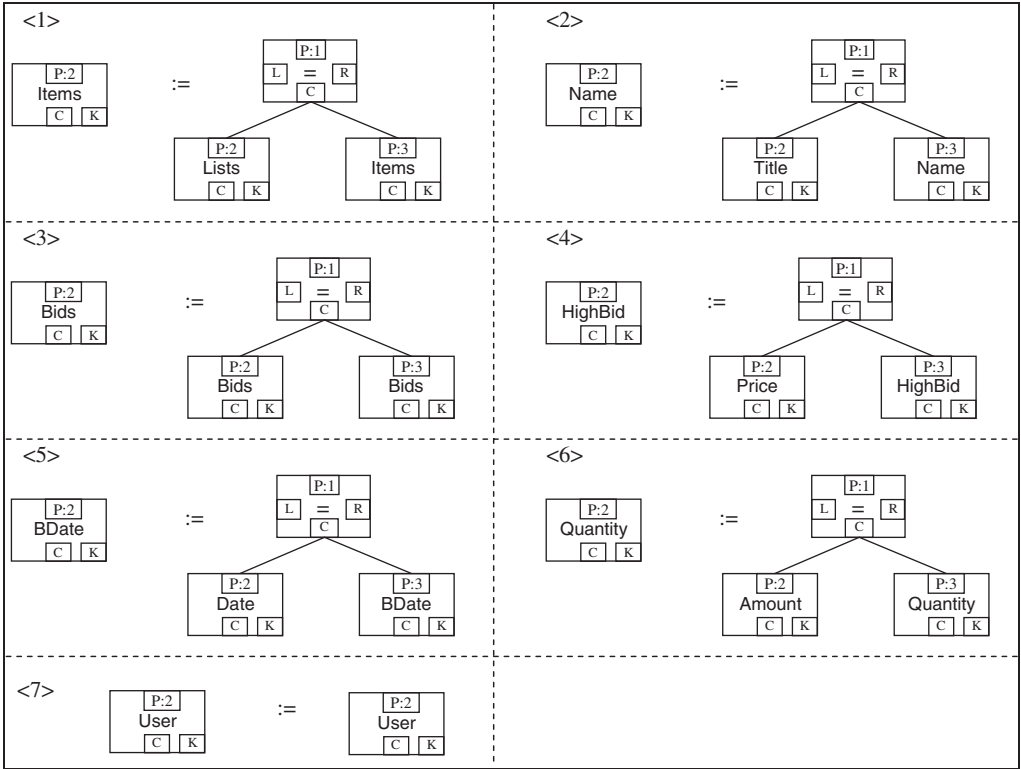 <1>
P:2
Items
C K
:=
P:1
L = R
C
P:2
Lists
C K
P:3
Items
C K
<2>
P:2
Name
C K
:=
P:1
L = R
C
P:2
Title
C K
P:3
Name
C K
<3>
P:2
Bids
C K
:=
P:1
L = R
C
P:2
Bids
C K
P:3
Bids
C K
<4>
P:2
HighBid
C K
:=
P:1
L = R
C
P:2
Price
C K
P:3
HighBid
C K
<5>
P:2
BDate
C K
:=
P:1
L = R
C
P:2
Date
C K
P:3
BDate
C K
<6>
P:2
Quantity
C K
:=
P:1
L = R
C
P:2
Amount
C K
P:3
Quantity
C K
<7>
P:2
User
C K
:=
P:2
User
C K